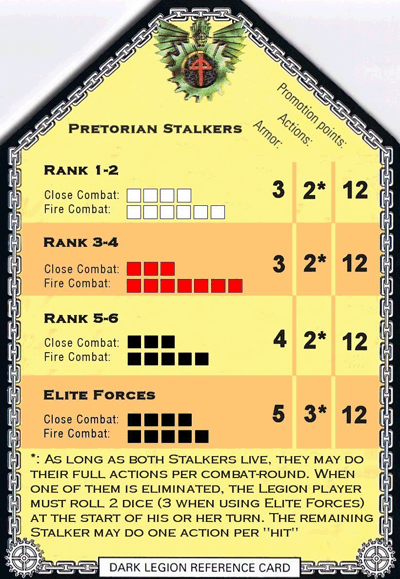 Promotion points:
Actions:
Armor:
PRETORIAN STALKERS
RANK 1-2
Close Combat:
Fire Combat:
3 2* 12
RANK 3-4
Close Combat:
Fire Combat:
3 2* 12
RANK 5-6
Close Combat:
Fire Combat:
4 2* 12
ELITE FORCES
Close Combat:
Fire Combat:
5 3* 12
*: AS LONG AS BOTH STALKERS LIVE, THEY MAY DO
THEIR FULL ACTIONS PER COMBAT-ROUND. WHEN
ONE OF THEM IS ELIMINATED, THE LEGION PLAYER
MUST ROLL 2 DICE (3 WHEN USING ELITE FORCES)
AT THE START OF HIS OR HER TURN. THE REMAINING
STALKER MAY DO ONE ACTION PER "HIT"
DARK LEGION REFERENCE CARD